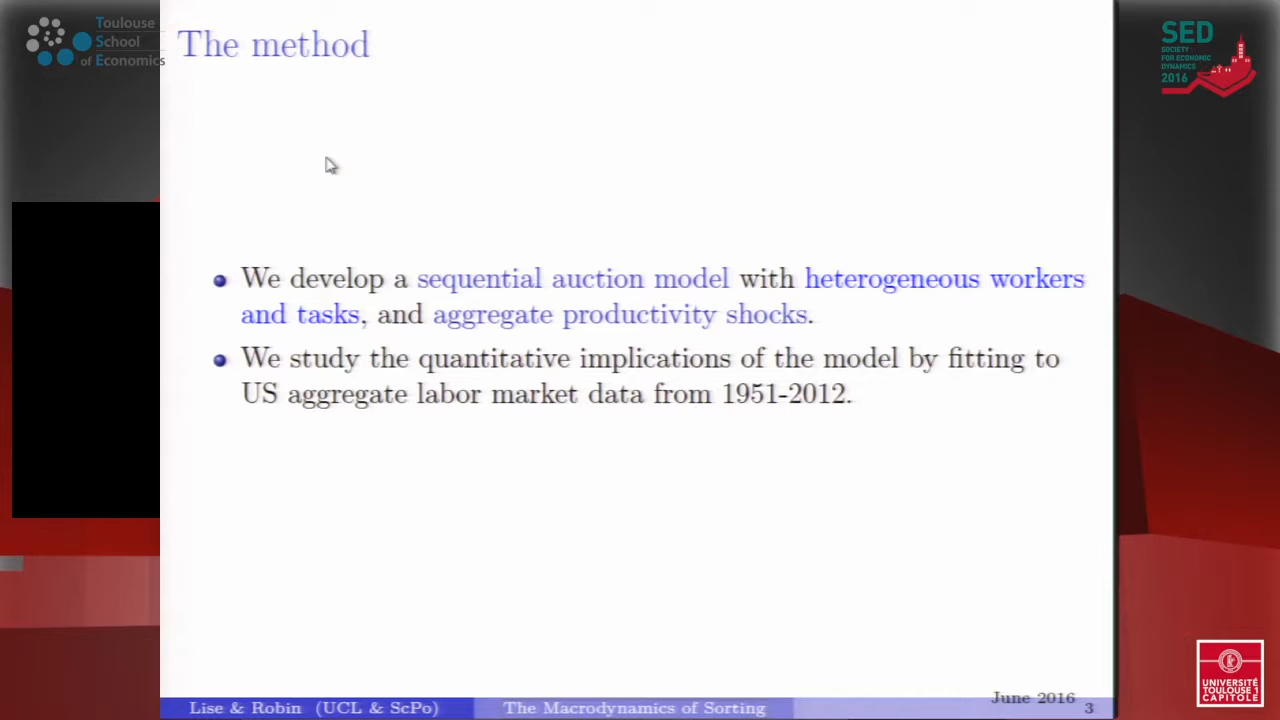 Toulouse
School
of Economics
The method
SED
SOCIETY
FOR ECONOMIC
DYNAMICS
2016
We develop a sequential auction model with heterogeneous workers
and tasks, and aggregate productivity shocks.
We study the quantitative implications of the model by fitting to
US aggregate labor market data from 1951-2012.
UNIVERSITÉ
TOULOUSE 1
CAPITOLE
June 2016
Lise & Robin (UCL & ScPo)
The Macrodynamics of Sorting
3